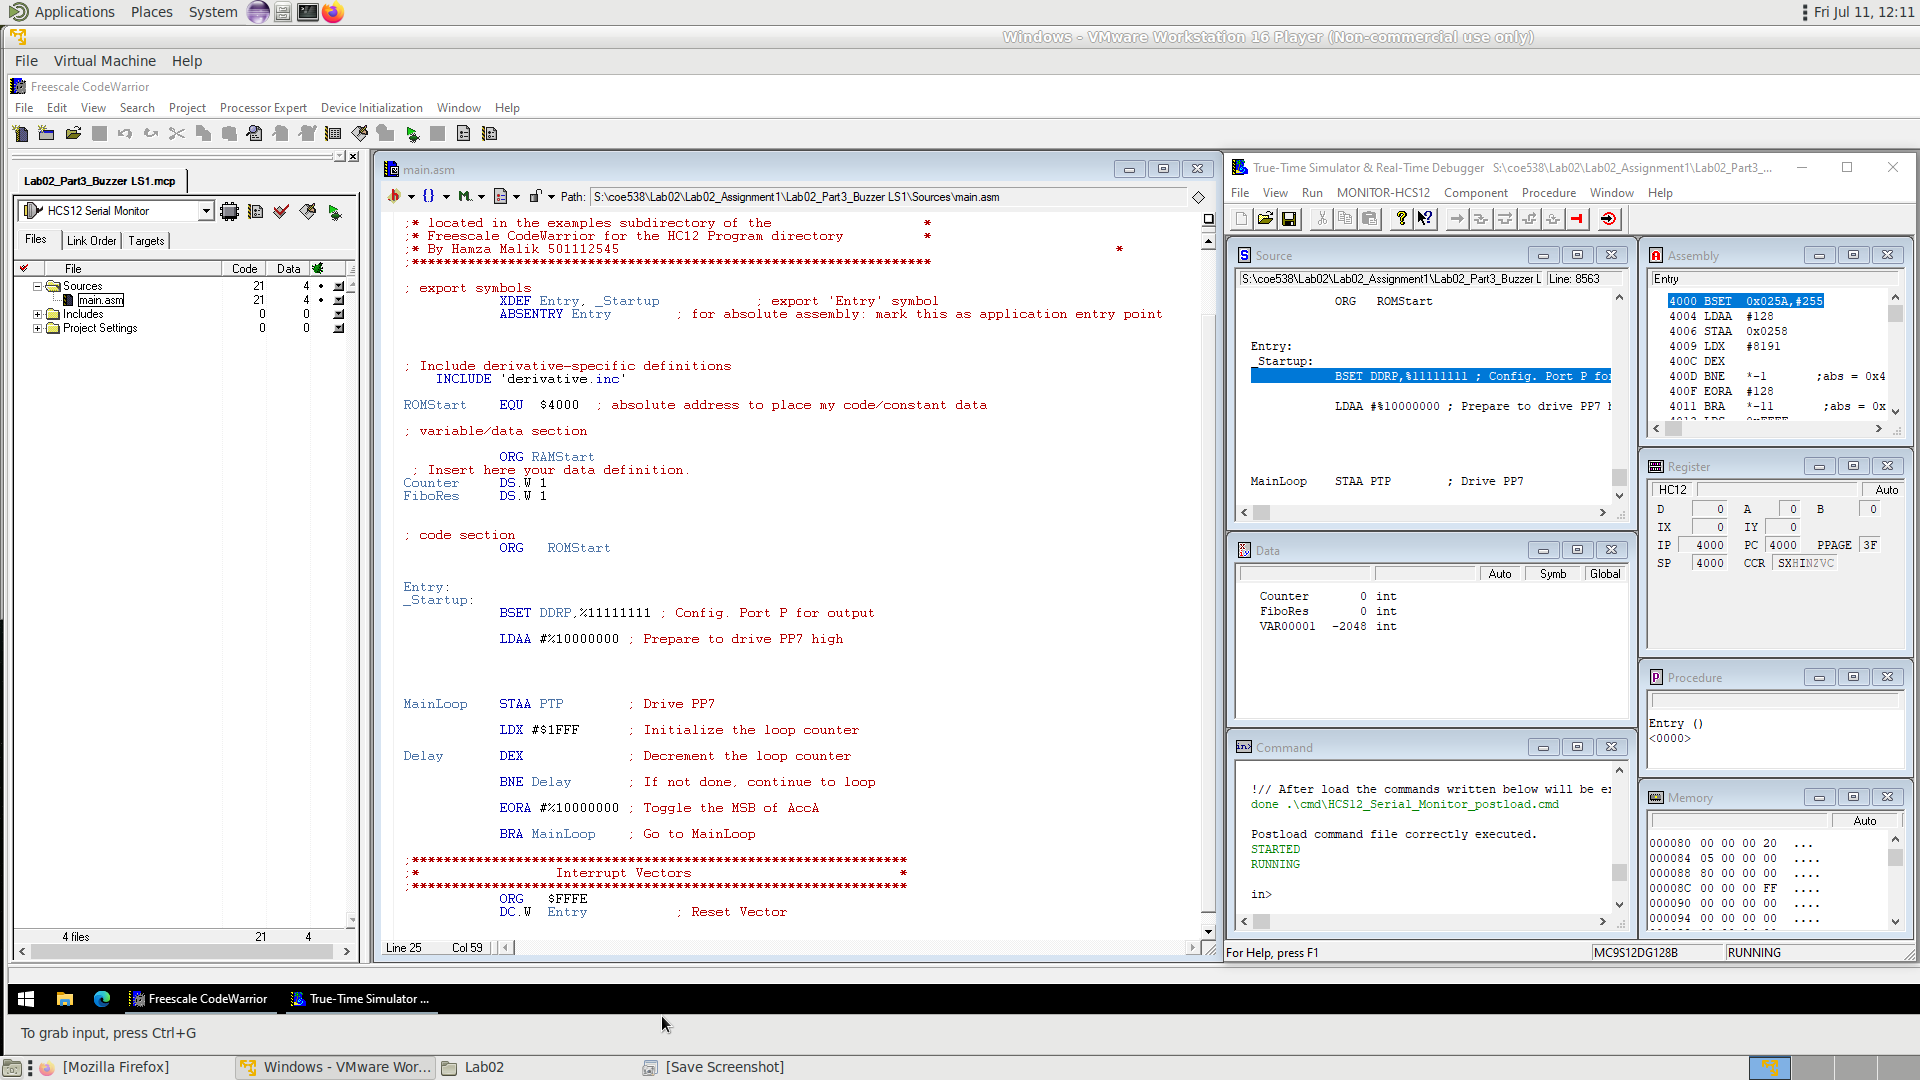 Applications Places System Fri Jul 11, 12:11
Windows - VMware Workstation 16 Player (Non-commercial use only)
File Virtual Machine Help
Freescale CodeWarrior
File Edit View Search Project Processor Expert Device Initialization Window Help
Lab02_Part3_Buzzer LS1.mcp
HCS12 Serial Monitor
Files Link Order Targets
File Code Data
Sources 21 4 •
main.asm 21 4 •
Includes 0 0
Project Settings 0 0
4 files 21 4
main.asm
Path: S:\coe538\Lab02\Lab02_Assignment1\Lab02_Part3_Buzzer LS1\Sources\main.asm
;* located in the examples subdirectory of the *
;* Freescale CodeWarrior for the HC12 Program directory *
;* By Hamza Malik 501112545 *
;*****************************************************************
; export symbols
XDEF Entry, _Startup ; export 'Entry' symbol
ABSENTRY Entry ; for absolute assembly: mark this as application entry point
; Include derivative-specific definitions
INCLUDE 'derivative.inc'
ROMStart EQU $4000 ; absolute address to place my code/constant data
; variable/data section
ORG RAMStart
; Insert here your data definition.
Counter DS.W 1
FiboRes DS.W 1
; code section
ORG ROMStart
Entry:
_Startup:
BSET DDRP,%11111111 ; Config. Port P for output
LDAA #%10000000 ; Prepare to drive PP7 high
MainLoop STAA PTP ; Drive PP7
LDX #$1FFF ; Initialize the loop counter
Delay DEX ; Decrement the loop counter
BNE Delay ; If not done, continue to loop
EORA #%10000000 ; Toggle the MSB of AccA
BRA MainLoop ; Go to MainLoop
;**************************************************************
;* Interrupt Vectors *
;**************************************************************
ORG $FFFE
DC.W Entry ; Reset Vector
Line 25 Col 59
True-Time Simulator & Real-Time Debugger S:\coe538\Lab02\Lab02_Assignment1\Lab02_Part3_...
File View Run MONITOR-HCS12 Component Procedure Window Help
Source
S:\coe538\Lab02\Lab02_Assignment1\Lab02_Part3_Buzzer L Line: 8563
ORG ROMStart
Entry:
_Startup:
BSET DDRP,%11111111 ; Config. Port P fo
LDAA #%10000000 ; Prepare to drive PP7 h
MainLoop STAA PTP ; Drive PP7
Assembly
Entry
4000 BSET 0x025A,#255
4004 LDAA #128
4006 STAA 0x0258
4009 LDX #8191
400C DEX
400D BNE *-1 ;abs = 0x4
400F EORA #128
4011 BRA *-11 ;abs = 0x
Register
HC12 Auto
D 0 A 0 B 0
IX 0 IY 0
IP 4000 PC 4000 PPAGE 3F
SP 4000 CCR SXHINZVC
Data
Auto Symb Global
Counter 0 int
FiboRes 0 int
VAR00001 -2048 int
Procedure
Entry ()
<0000>
Command
!// After load the commands written below will be e
done .\cmd\HCS12_Serial_Monitor_postload.cmd
Postload command file correctly executed.
STARTED
RUNNING
in>
Memory
Auto
000080 00 00 00 20 ...
000084 05 00 00 00 ....
000088 80 00 00 00 ....
00008C 00 00 00 FF ....
000090 00 00 00 00 ....
000094 00 00 00 00 ....
For Help, press F1 MC9S12DG128B RUNNING
Freescale CodeWarrior True-Time Simulator ...
To grab input, press Ctrl+G
[Mozilla Firefox] Windows - VMware Wor... Lab02 [Save Screenshot]